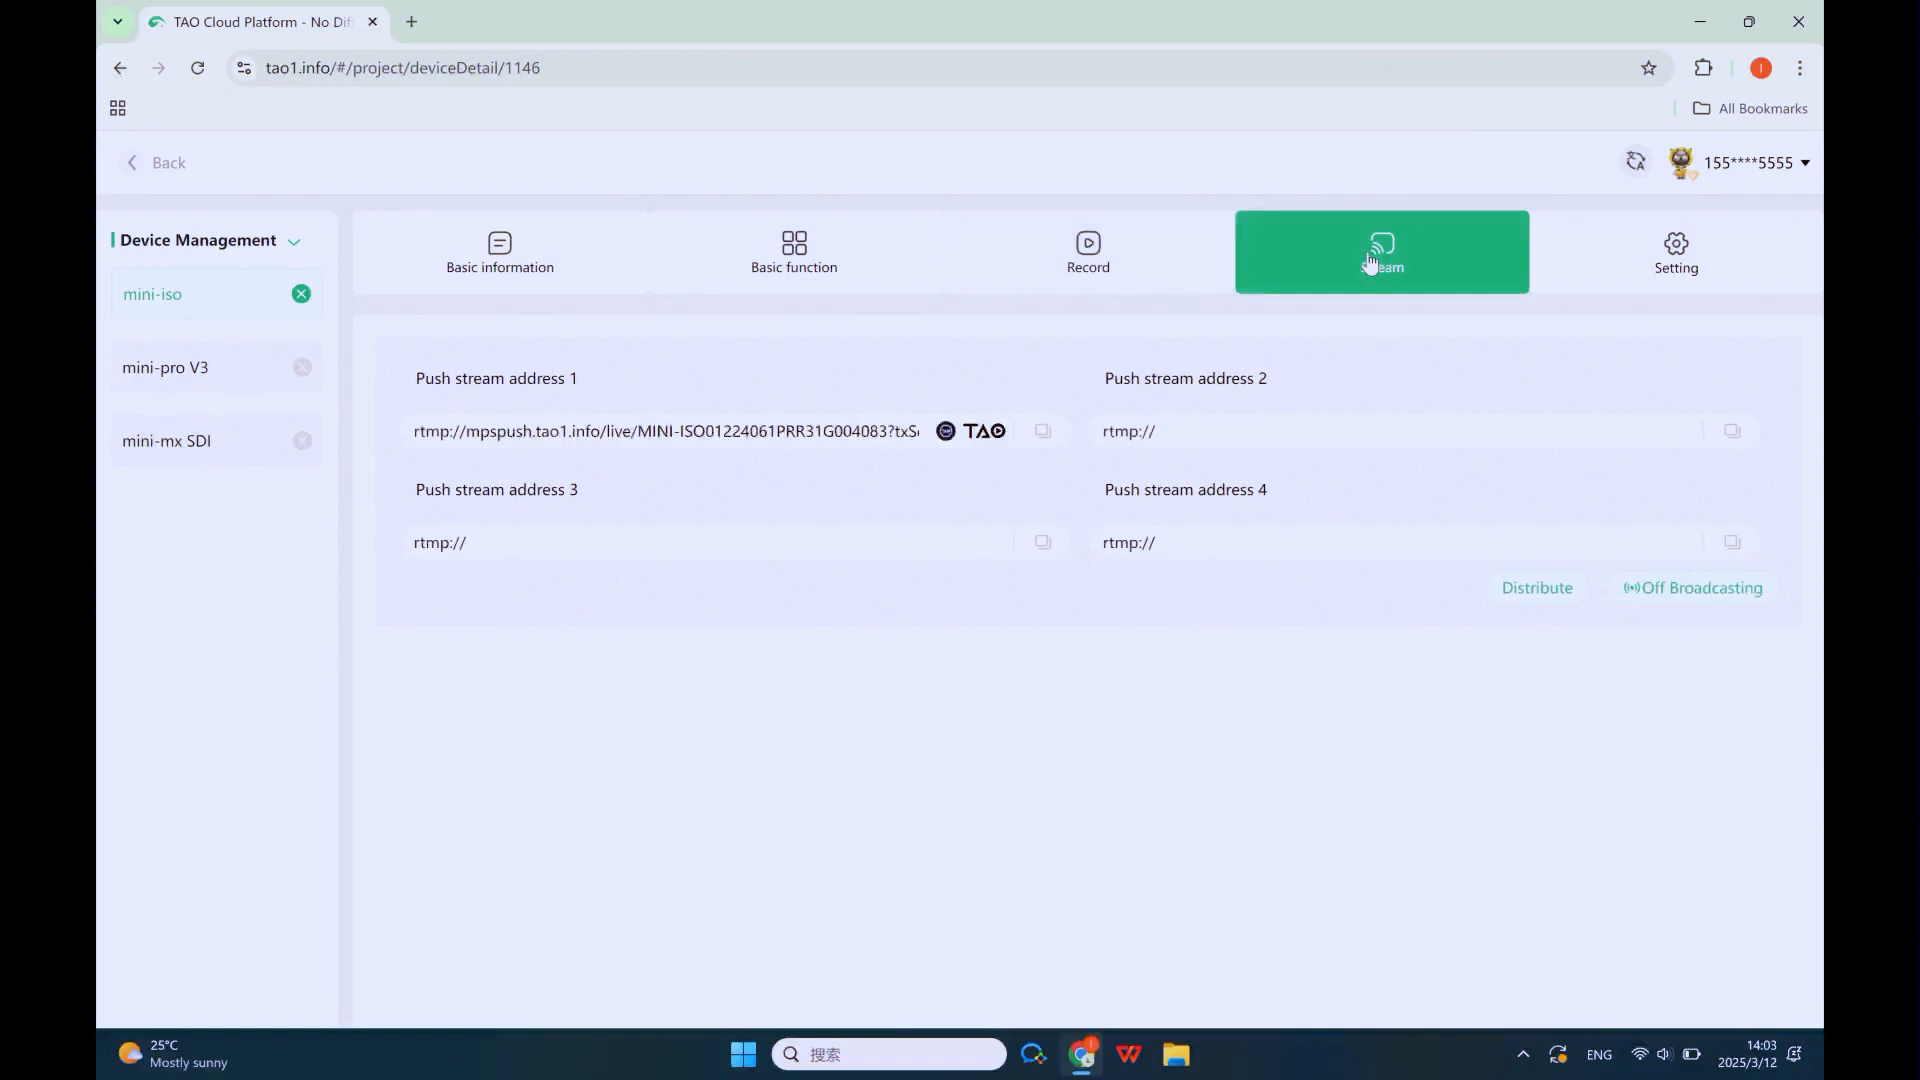 TAO Cloud Platform - No Dif
tao1.info/#/project/deviceDetail/1146
All Bookmarks
Back
155****5555
Device Management
mini-iso
mini-pro V3
mini-mx SDI
Basic information
Basic function
Record
Stream
Setting
Push stream address 1
Push stream address 2
rtmp://mpspush.tao1.info/live/MINI-ISO01224061PRR31G004083?txS
TAO
rtmp://
Push stream address 3
Push stream address 4
rtmp://
rtmp://
Distribute
Off Broadcasting
25°C
Mostly sunny
搜索
ENG
14:03
2025/3/12